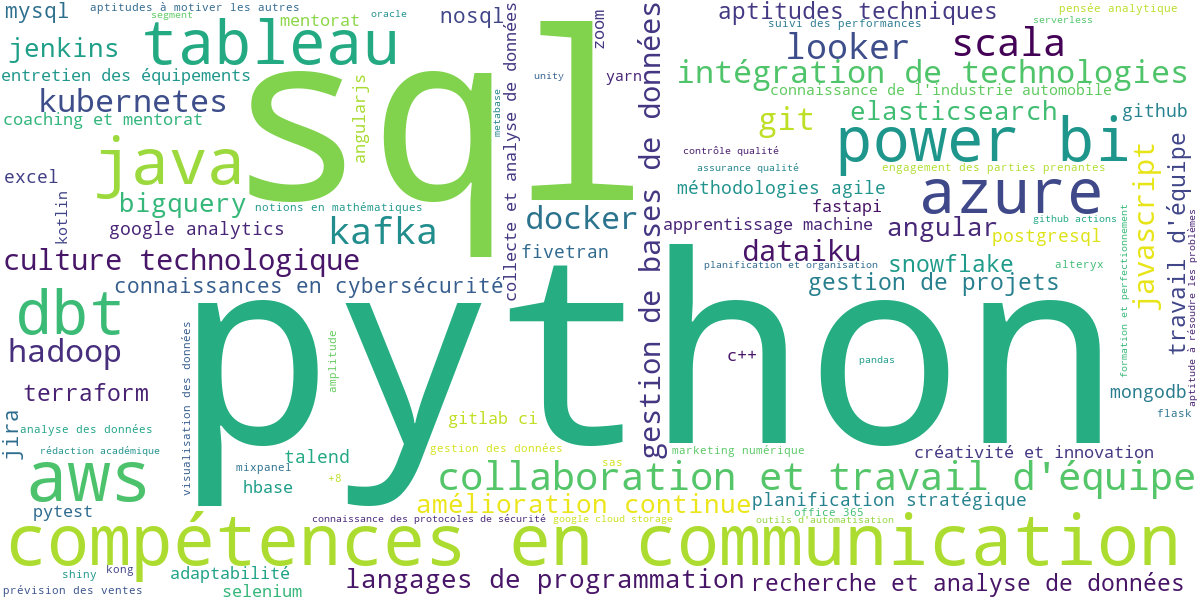 mysql
aptitudes à motiver les autres
segment
oracle
mentorat
nosql
jenkins
tableau
entretien des équipements
kubernetes
coaching et mentorat
angularjs
sql
metabase
collecte et analyse de données
unity
zoom
yarn
gestion de bases de données
aptitudes techniques
pensée analytique
serverless
suivi des performances
looker
scala
intégration de technologies
connaissance de l'industrie automobile
elasticsearch
github
git
power bi
contrôle qualité
assurance qualité
engagement des parties prenantes
java
excel
kotlin
bigquery
notions en mathématiques
google analytics
kafka
docker
fivetran
méthodologies agile
fastapi
azure
github actions
apprentissage machine
angular
postgresql
javascript
travail d'équipe
aptitude à résoudre les problèmes
formation et perfectionnement
culture technologique
dataiku
planification et organisation
snowflake
alteryx
connaissances en cybersécurité
gestion de projets
dbt
python
hadoop
visualisation des données
amplitude
c++
pandas
terraform
mongodb
flask
jira
analyse des données
gitlab ci
rédaction académique
talend
gestion des données
sas
marketing numérique
créativité et innovation
aws
mixpanel
+8
hbase
collaboration et travail d'équipe
amélioration continue
planification stratégique
pytest
connaissance des protocoles de sécurité
google cloud storage
office 365
outils d'automatisation
compétences en communication
shiny
kong
adaptabilité
langages de programmation
recherche et analyse de données
prévision des ventes
selenium